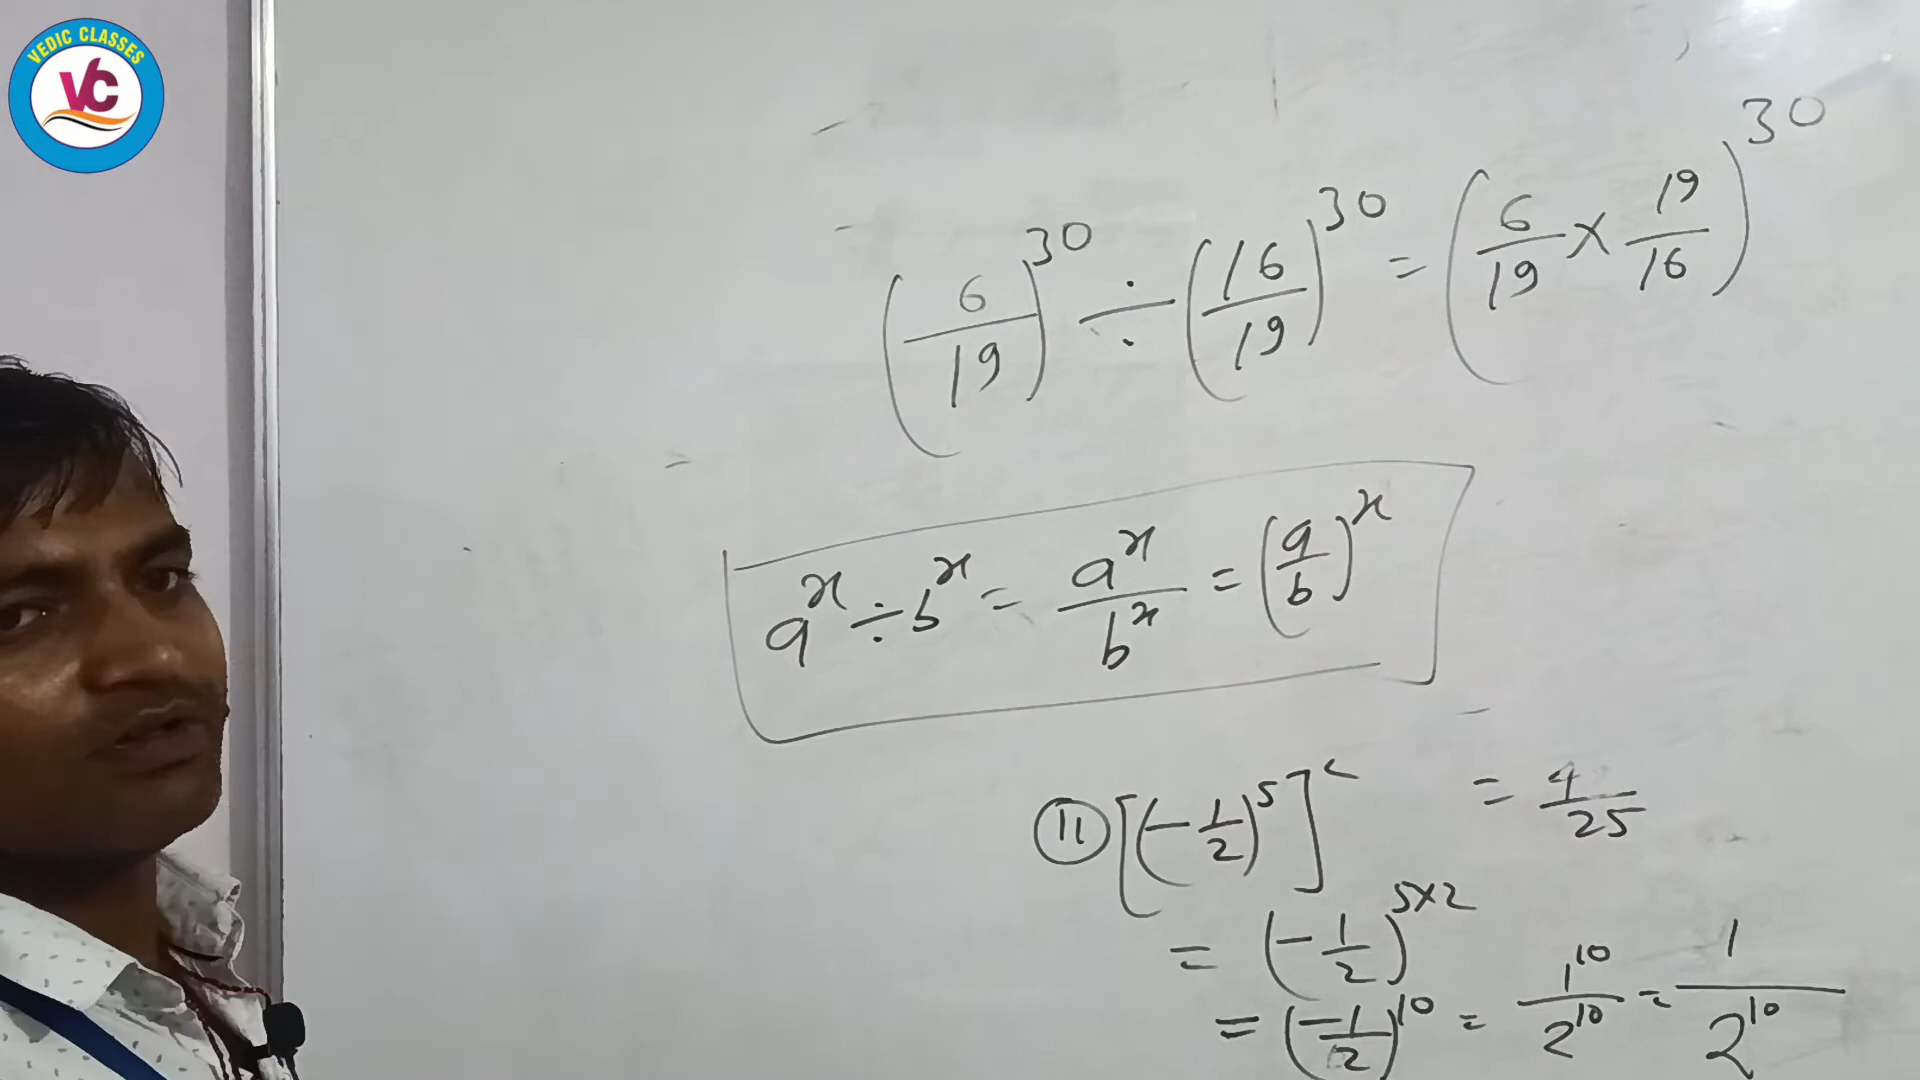 VEDIC CLASSES
VC
(6/19)^30 ÷ (16/19)^30 = (6/19 × 19/16)^30
a^x ÷ b^x = a^x/b^x = (a/b)^x
= 4/25
⑪ [(-1/2)^5]^2
= (-1/2)^5×2
= (-1/2)^10 = 1^10/2^10 = 1/2^10